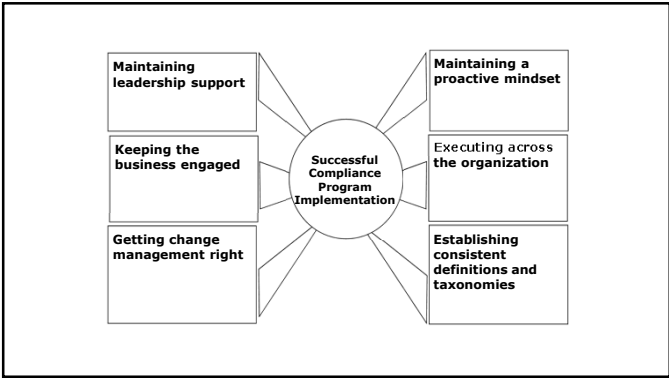 Maintaining
leadership support
Keeping the
business engaged
Getting change
management right
Successful
Compliance
Program
Implementation
Maintaining a
proactive mindset
Executing across
the organization
Establishing
consistent
definitions and
taxonomies